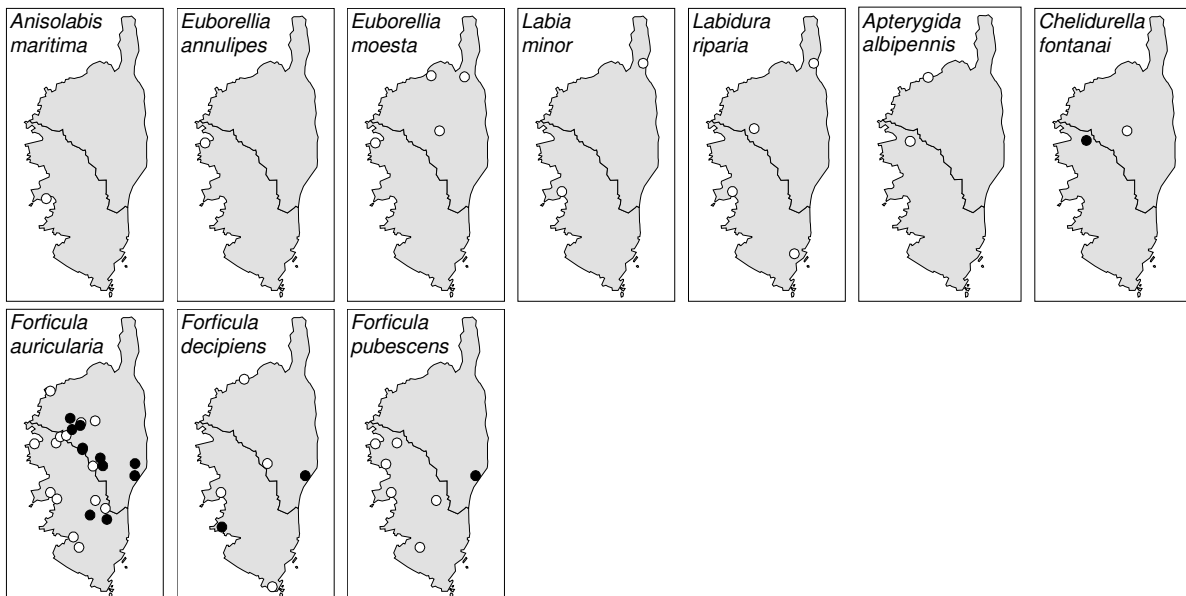 Anisolabis
maritima
Euborellia
annulipes
Euborellia
moesta
Labia
minor
Labidura
riparia
Apterygida
albipennis
Chelidurella
fontanai
Forficula
auricularia
Forficula
decipiens
Forficula
pubescens